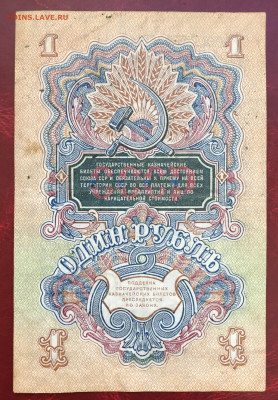 1 1
ГОСУДАРСТВЕННЫЕ КАЗНАЧЕЙСКИЕ
БИЛЕТЫ ОБЕСПЕЧИВАЮТСЯ ВСЕМ ДОСТОЯНИЕМ
СОЮЗА ССР И ОБЯЗАТЕЛЬНЫ К ПРИЕМУ НА ВСЕЙ
ТЕРРИТОРИИ СССР ВО ВСЕ ПЛАТЕЖИ ДЛЯ ВСЕХ
УЧРЕЖДЕНИЙ, ПРЕДПРИЯТИЙ И ЛИЦ ПО
НАРИЦАТЕЛЬНОЙ СТОИМОСТИ
ОДИН РУБЛЬ
ПОДДЕЛКА
ГОСУДАРСТВЕННЫХ
КАЗНАЧЕЙСКИХ БИЛЕТОВ
ПРЕСЛЕДУЕТСЯ
ПО ЗАКОНУ.
1 1